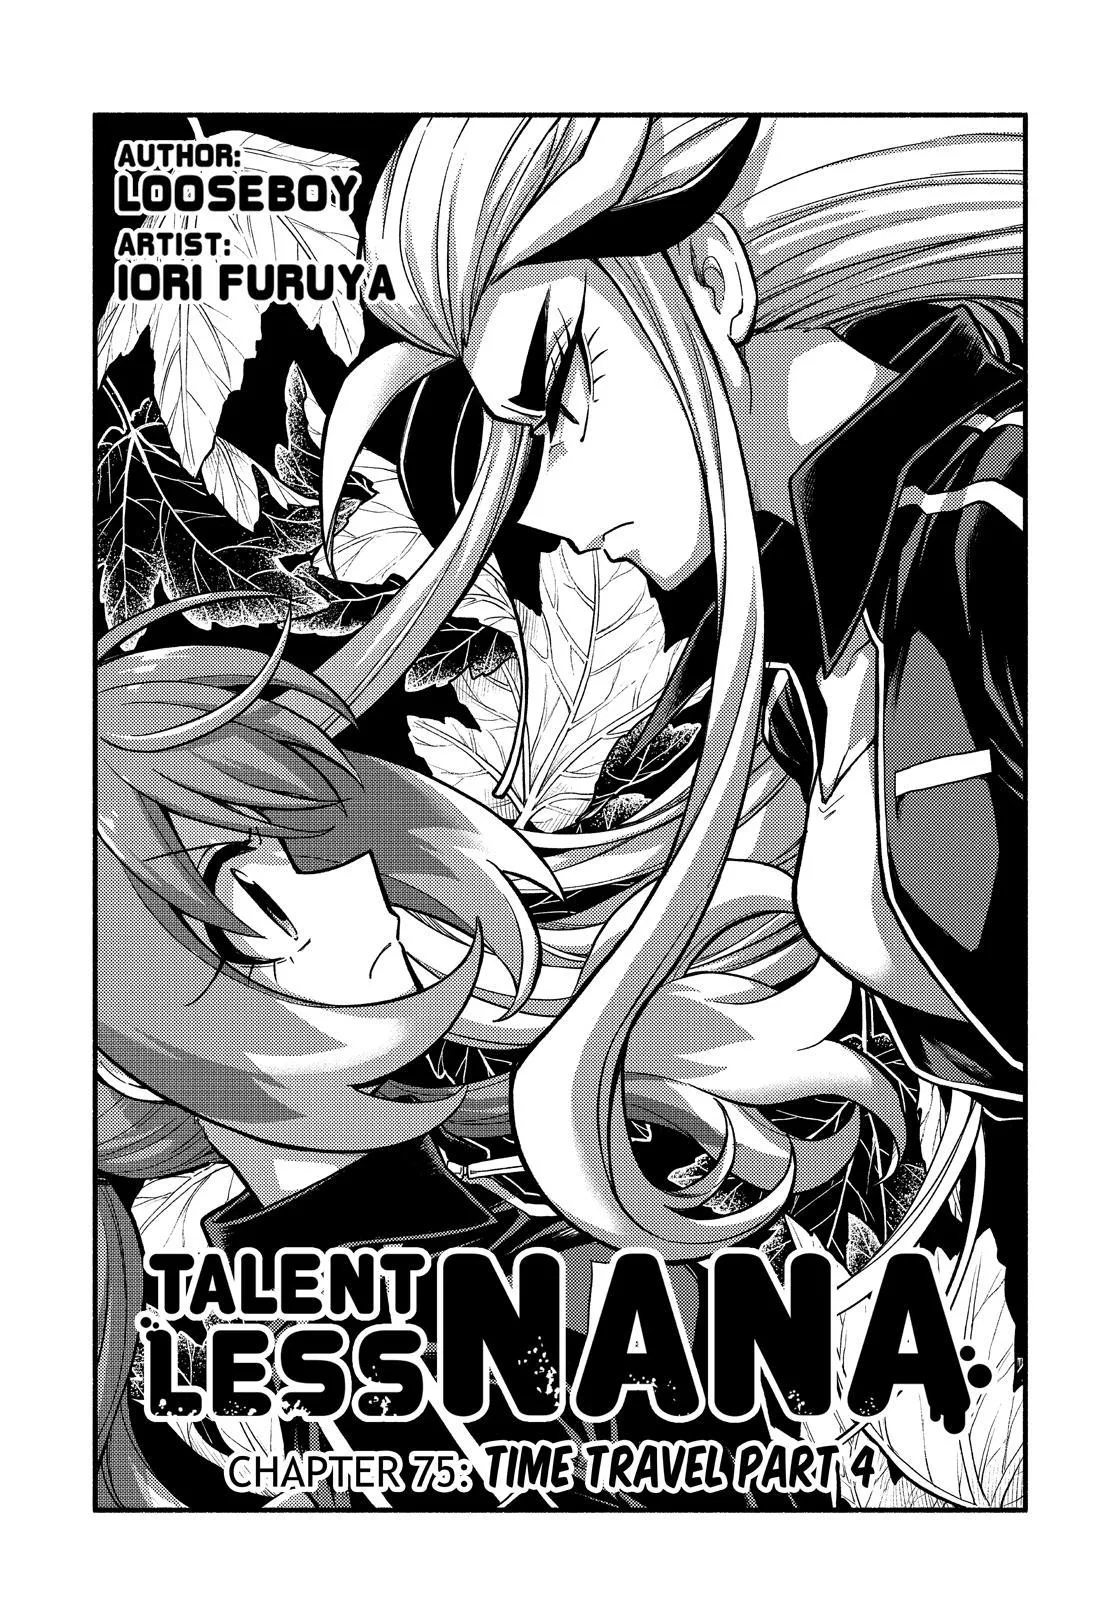 AUTHOR:
LOOSEBOY
ARTIST:
IORI FURUYA
TALENT
LESS NANA
CHAPTER 75: TIME TRAVEL PART 4